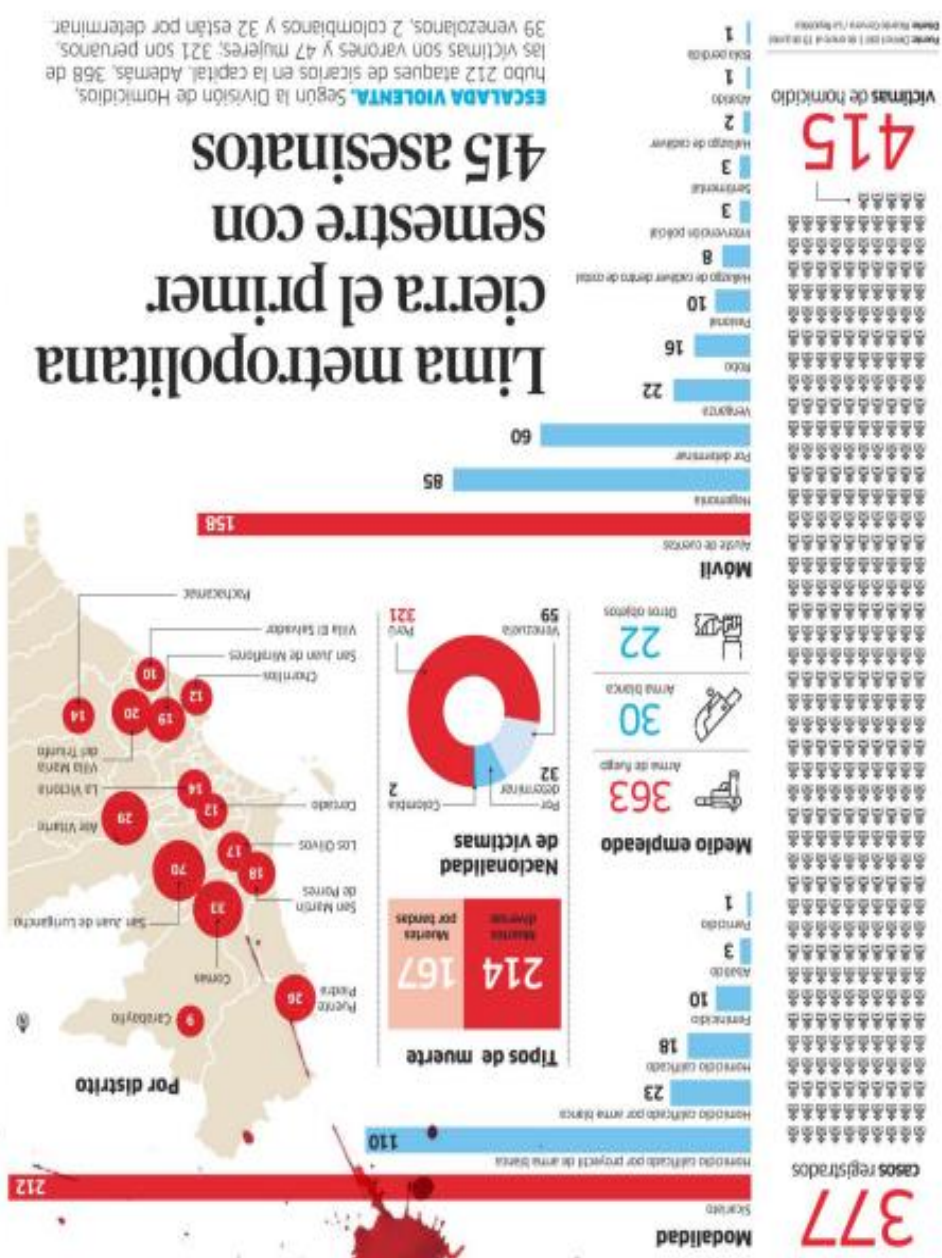 377
casos registrados
415
víctimas de homicidio
Modalidad
Sicariato
212
Homicidio calificado por proyectil de arma blanca
110
Homicidio calificado por arma blanca
23
Homicidio calificado
18
Feminicidio
10
Abatido
3
Parricidio
1
Tipos de muerte
214
Muertes
diversas
167
Muertes
por bandas
Por distrito
Carabayllo
9
Puente
Piedra
26
Comas
33
San Juan de Lurigancho
70
San Martín
de Porres
18
Los Olivos
17
Cercado
12
Ate Vitarte
29
La Victoria
14
Villa María
del Triunfo
20
Chorrillos
12
San Juan de Miraflores
19
Villa El Salvador
10
Pachacamac
14
Medio empleado
363
Arma de fuego
30
Arma blanca
22
Otros objetos
Nacionalidad
de víctimas
Por
determinar
32
Colombia
2
Venezuela
59
Perú
321
Móvil
Ajuste de cuentas
158
Hegemonía
85
Por determinar
60
Venganza
22
Robo
16
Pasional
10
Hallazgo de cadáver dentro de costal
8
Intervención policial
3
Sentimental
3
Hallazgo de cadáver
2
Abatido
1
Bala perdida
1
Lima metropolitana
cierra el primer
semestre con
415 asesinatos
ESCALADA VIOLENTA. Según la División de Homicidios,
hubo 212 ataques de sicarios en la capital. Además, 368 de
las víctimas son varones y 47 mujeres; 321 son peruanos,
39 venezolanos, 2 colombianos y 32 están por determinar.